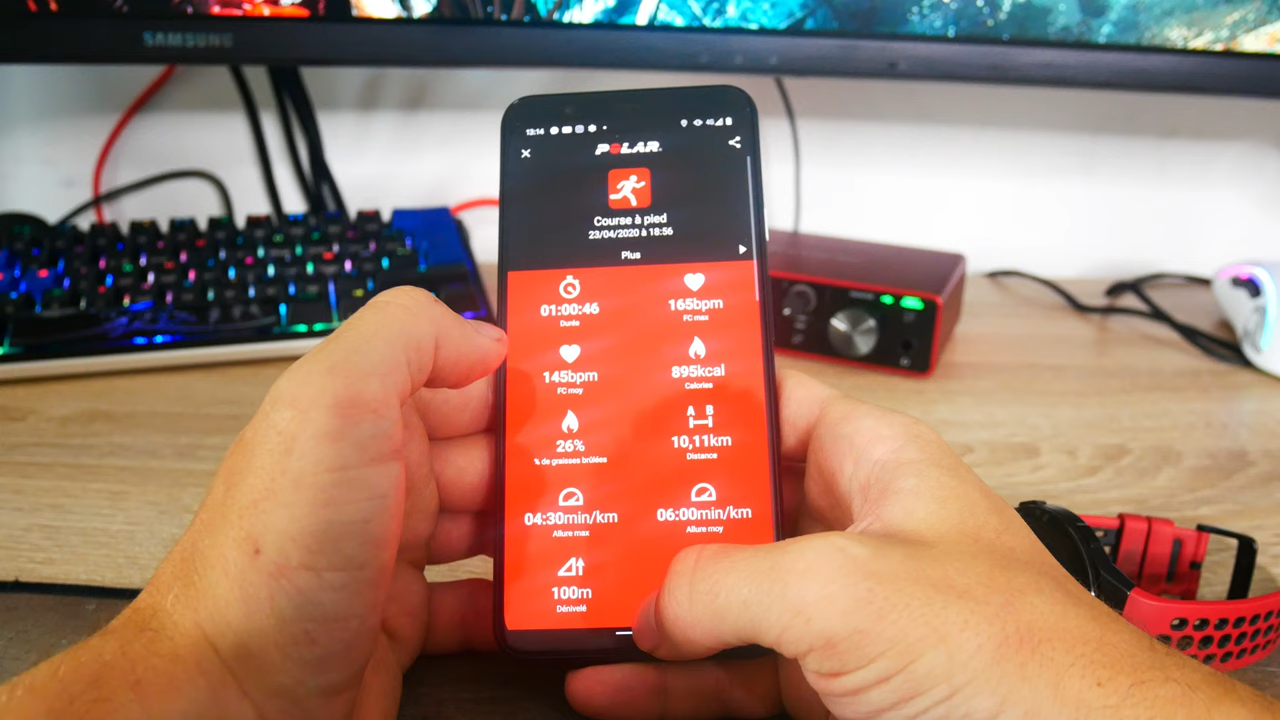 SAMSUNG
13:14
4G
POLAR.
Course à pied
23/04/2020 à 18:56
Plus
01:00:46
Durée
165bpm
FC max
145bpm
FC moy
895kcal
Calories
26%
% de graisses brûlées
A B
10,11km
Distance
04:30min/km
Allure max
06:00min/km
Allure moy
100m
Dénivelé